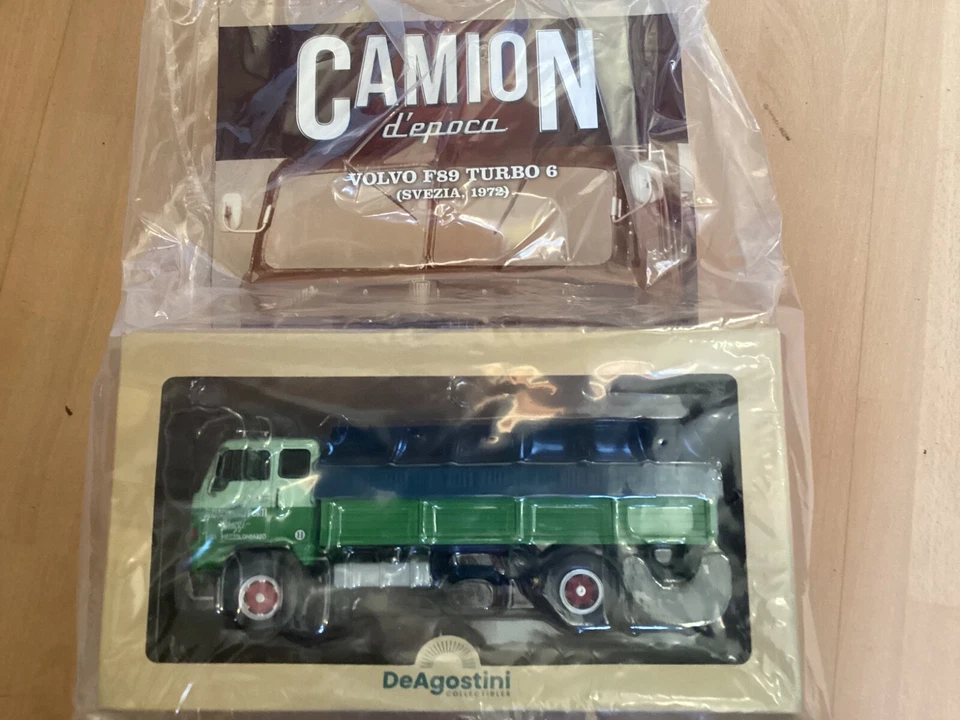 CAMION
d'epoca
VOLVO F89 TURBO 6
(SVEZIA, 1972)
DeAgostini
COLLECTIBLES